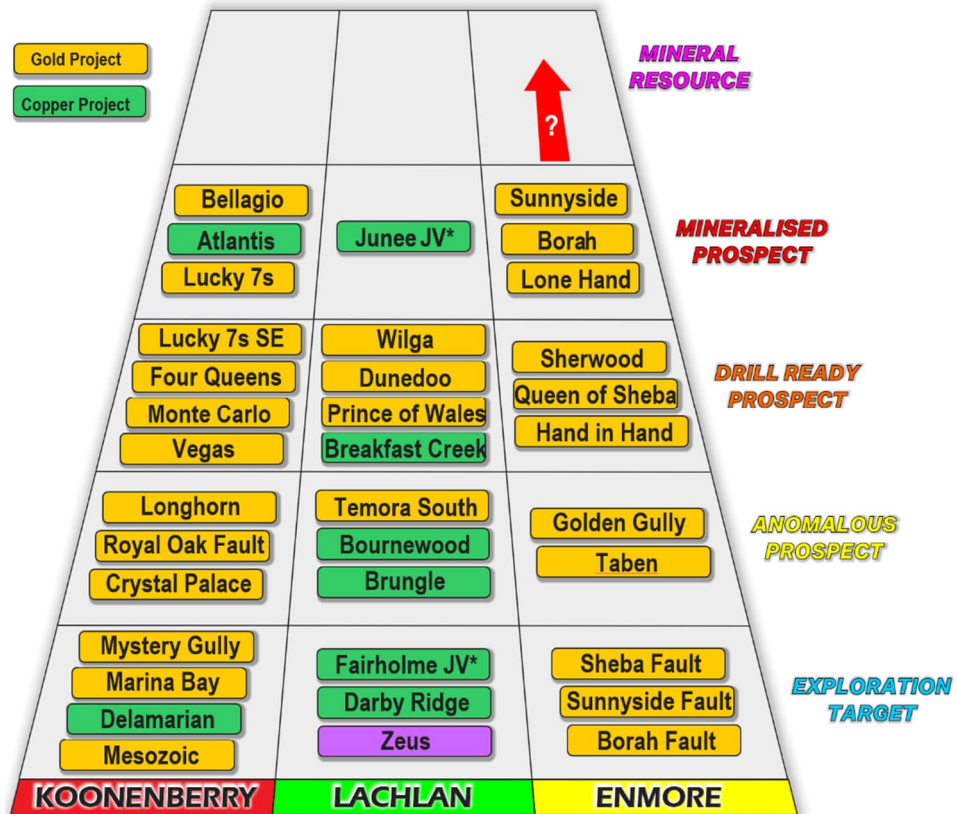 Gold Project
Copper Project
MINERAL
RESOURCE
?
Bellagio
Atlantis
Lucky 7s
Junee JV*
Sunnyside
Borah
Lone Hand
MINERALISED
PROSPECT
Lucky 7s SE
Four Queens
Monte Carlo
Vegas
Wilga
Dunedoo
Prince of Wales
Breakfast Creek
Sherwood
Queen of Sheba
Hand in Hand
DRILL READY
PROSPECT
Longhorn
Royal Oak Fault
Crystal Palace
Temora South
Bournewood
Brungle
Golden Gully
Taben
ANOMALOUS
PROSPECT
Mystery Gully
Marina Bay
Delamarian
Mesozoic
Fairholme JV*
Darby Ridge
Zeus
Sheba Fault
Sunnyside Fault
Borah Fault
EXPLORATION
TARGET
KOONENBERRY
LACHLAN
ENMORE